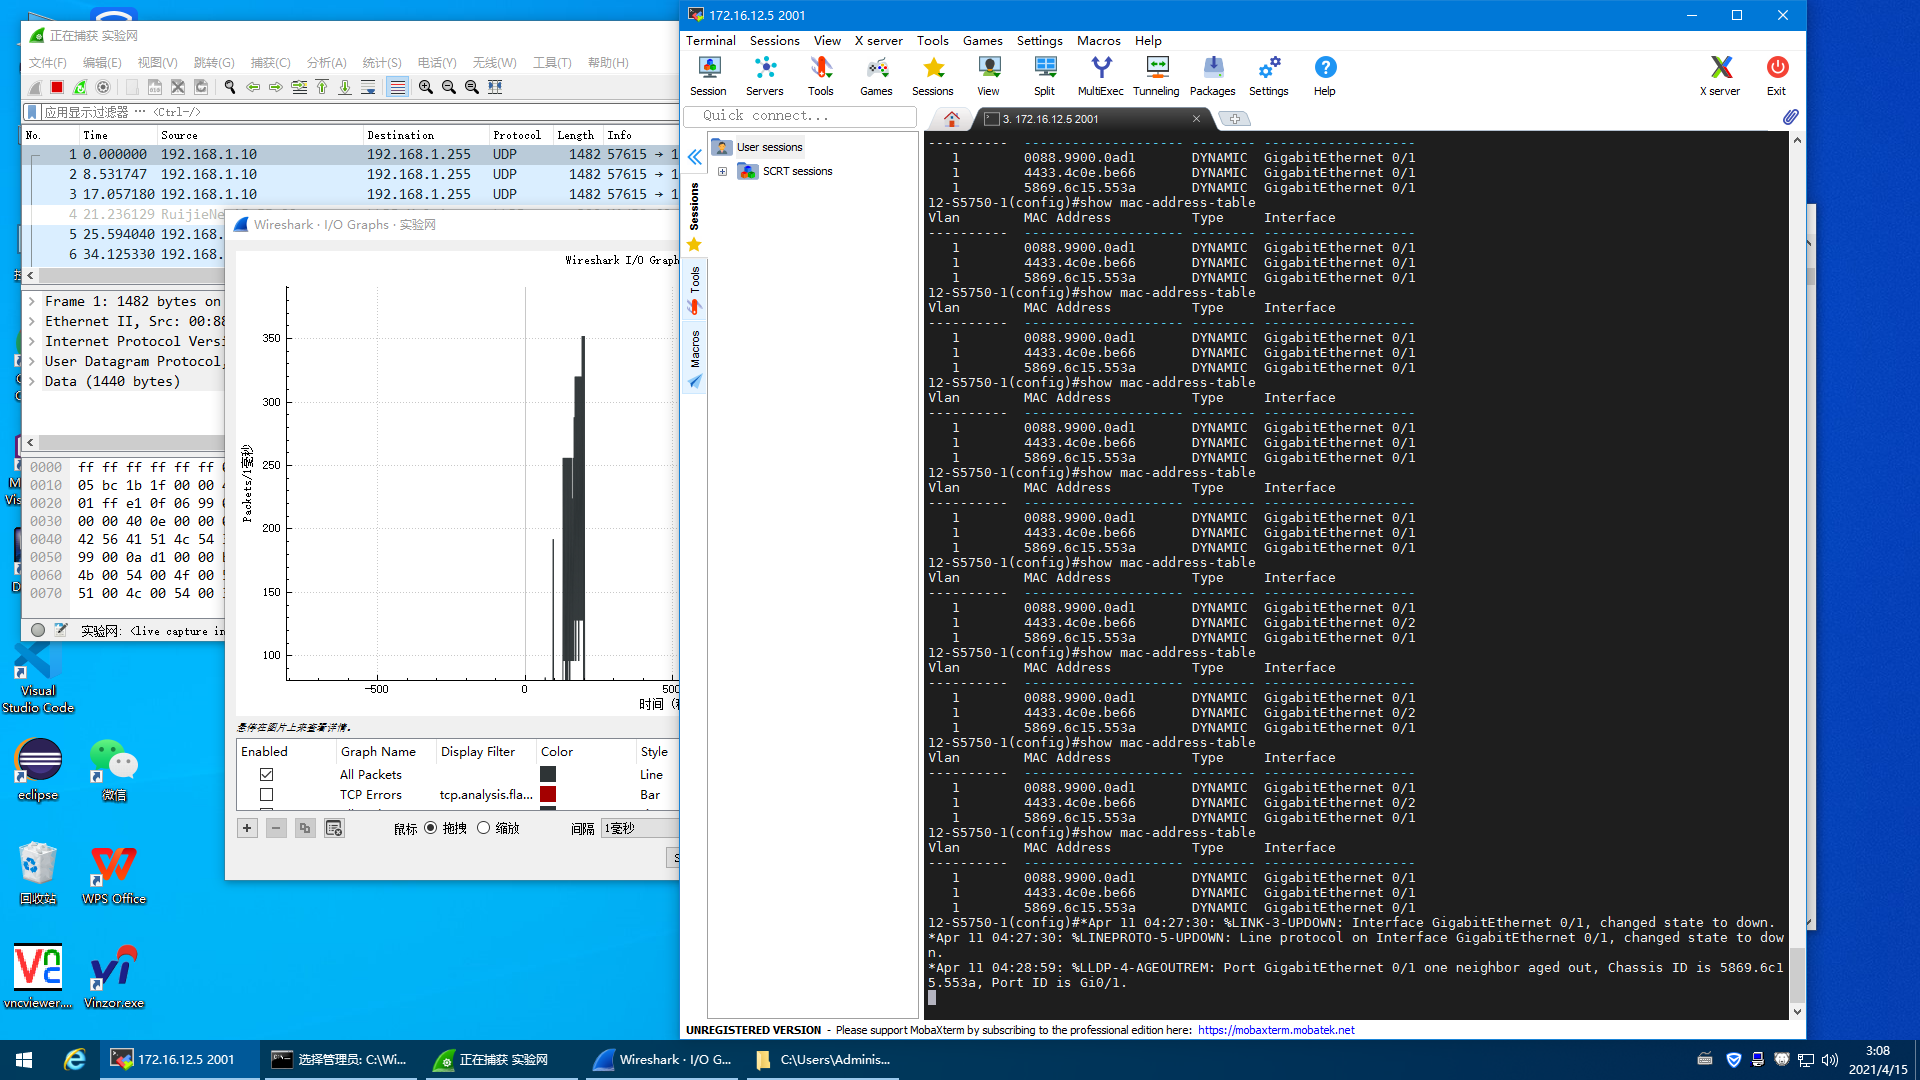 正在捕获 实验网
文件(F) 编辑(E) 视图(V) 跳转(G) 捕获(C) 分析(A) 统计(S) 电话(Y) 无线(W) 工具(T) 帮助(H)
应用显示过滤器 … <Ctrl-/>
No. Time Source Destination Protocol Length Info
1 0.000000 192.168.1.10 192.168.1.255 UDP 1482 57615 → 1
2 8.531747 192.168.1.10 192.168.1.255 UDP 1482 57615 → 1
3 17.057180 192.168.1.10 192.168.1.255 UDP 1482 57615 → 1
4 21.236129 RuijieNe
5 25.594040 192.168.
6 34.125330 192.168.
Frame 1: 1482 bytes on
Ethernet II, Src: 00:88
Internet Protocol Versi
User Datagram Protocol,
Data (1440 bytes)
0000 ff ff ff ff ff ff
0010 05 bc 1b 1f 00 00
0020 01 ff e1 0f 06 99
0030 00 00 40 0e 00 00
0040 42 56 41 51 4c 54
0050 99 00 0a d1 00 00
0060 4b 00 54 00 4f 00
0070 51 00 4c 00 54 00
实验网: <live capture in
Wireshark · I/O Graphs · 实验网
Wireshark I/O Graph
Packets/1毫秒
350
300
250
200
150
100
-500 0 500
时间
悬停在图片上来查看详情。
Enabled Graph Name Display Filter Color Style
All Packets Line
TCP Errors tcp.analysis.fla... Bar
鼠标 拖拽 缩放 间隔 1毫秒
Visual Studio Code
eclipse
微信
回收站
WPS Office
vncviewer....
Vinzor.exe
172.16.12.5 2001
Terminal Sessions View X server Tools Games Settings Macros Help
Session Servers Tools Games Sessions View Split MultiExec Tunneling Packages Settings Help X server Exit
Quick connect...
3. 172.16.12.5 2001
User sessions
SCRT sessions
Sessions
Tools
Macros
---------- -------------------- -------- -------------------
1 0088.9900.0ad1 DYNAMIC GigabitEthernet 0/1
1 4433.4c0e.be66 DYNAMIC GigabitEthernet 0/1
1 5869.6c15.553a DYNAMIC GigabitEthernet 0/1
12-S5750-1(config)#show mac-address-table
Vlan MAC Address Type Interface
---------- -------------------- -------- -------------------
1 0088.9900.0ad1 DYNAMIC GigabitEthernet 0/1
1 4433.4c0e.be66 DYNAMIC GigabitEthernet 0/1
1 5869.6c15.553a DYNAMIC GigabitEthernet 0/1
12-S5750-1(config)#show mac-address-table
Vlan MAC Address Type Interface
---------- -------------------- -------- -------------------
1 0088.9900.0ad1 DYNAMIC GigabitEthernet 0/1
1 4433.4c0e.be66 DYNAMIC GigabitEthernet 0/1
1 5869.6c15.553a DYNAMIC GigabitEthernet 0/1
12-S5750-1(config)#show mac-address-table
Vlan MAC Address Type Interface
---------- -------------------- -------- -------------------
1 0088.9900.0ad1 DYNAMIC GigabitEthernet 0/1
1 4433.4c0e.be66 DYNAMIC GigabitEthernet 0/1
1 5869.6c15.553a DYNAMIC GigabitEthernet 0/1
12-S5750-1(config)#show mac-address-table
Vlan MAC Address Type Interface
---------- -------------------- -------- -------------------
1 0088.9900.0ad1 DYNAMIC GigabitEthernet 0/1
1 4433.4c0e.be66 DYNAMIC GigabitEthernet 0/1
1 5869.6c15.553a DYNAMIC GigabitEthernet 0/1
12-S5750-1(config)#show mac-address-table
Vlan MAC Address Type Interface
---------- -------------------- -------- -------------------
1 0088.9900.0ad1 DYNAMIC GigabitEthernet 0/1
1 4433.4c0e.be66 DYNAMIC GigabitEthernet 0/2
1 5869.6c15.553a DYNAMIC GigabitEthernet 0/1
12-S5750-1(config)#show mac-address-table
Vlan MAC Address Type Interface
---------- -------------------- -------- -------------------
1 0088.9900.0ad1 DYNAMIC GigabitEthernet 0/1
1 4433.4c0e.be66 DYNAMIC GigabitEthernet 0/2
1 5869.6c15.553a DYNAMIC GigabitEthernet 0/1
12-S5750-1(config)#show mac-address-table
Vlan MAC Address Type Interface
---------- -------------------- -------- -------------------
1 0088.9900.0ad1 DYNAMIC GigabitEthernet 0/1
1 4433.4c0e.be66 DYNAMIC GigabitEthernet 0/2
1 5869.6c15.553a DYNAMIC GigabitEthernet 0/1
12-S5750-1(config)#show mac-address-table
Vlan MAC Address Type Interface
---------- -------------------- -------- -------------------
1 0088.9900.0ad1 DYNAMIC GigabitEthernet 0/1
1 4433.4c0e.be66 DYNAMIC GigabitEthernet 0/1
1 5869.6c15.553a DYNAMIC GigabitEthernet 0/1
12-S5750-1(config)#*Apr 11 04:27:30: %LINK-3-UPDOWN: Interface GigabitEthernet 0/1, changed state to down.
*Apr 11 04:27:30: %LINEPROTO-5-UPDOWN: Line protocol on Interface GigabitEthernet 0/1, changed state to dow
n.
*Apr 11 04:28:59: %LLDP-4-AGEOUTREM: Port GigabitEthernet 0/1 one neighbor aged out, Chassis ID is 5869.6c1
5.553a, Port ID is Gi0/1.
UNREGISTERED VERSION - Please support MobaXterm by subscribing to the professional edition here: https://mobaxterm.mobatek.net
172.16.12.5 2001
选择管理员: C:\Wi...
正在捕获 实验网
Wireshark · I/O G...
C:\Users\Adminis...
3:08
2021/4/15